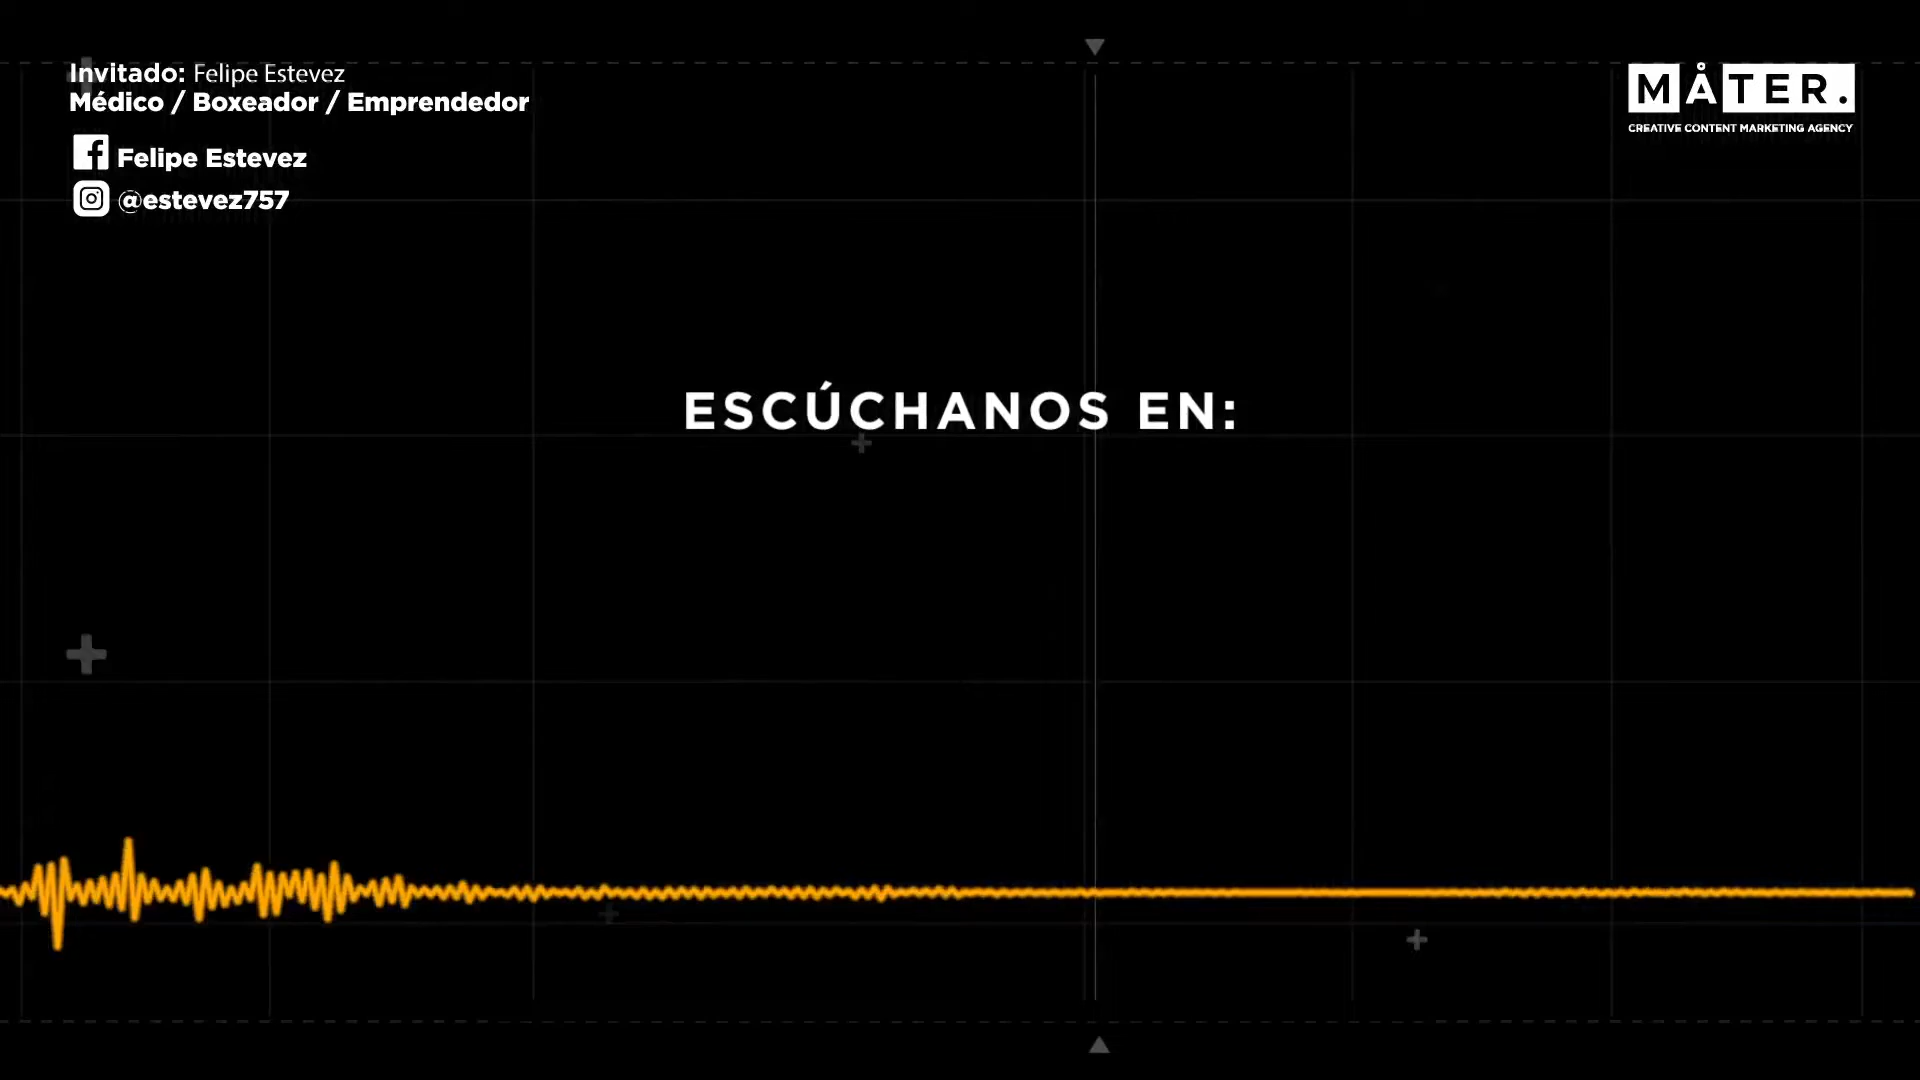 Invitado: Felipe Estevez
Médico / Boxeador / Emprendedor
Felipe Estevez
@estevez757
MÅTER.
CREATIVE CONTENT MARKETING AGENCY
ESCÚCHANOS EN: